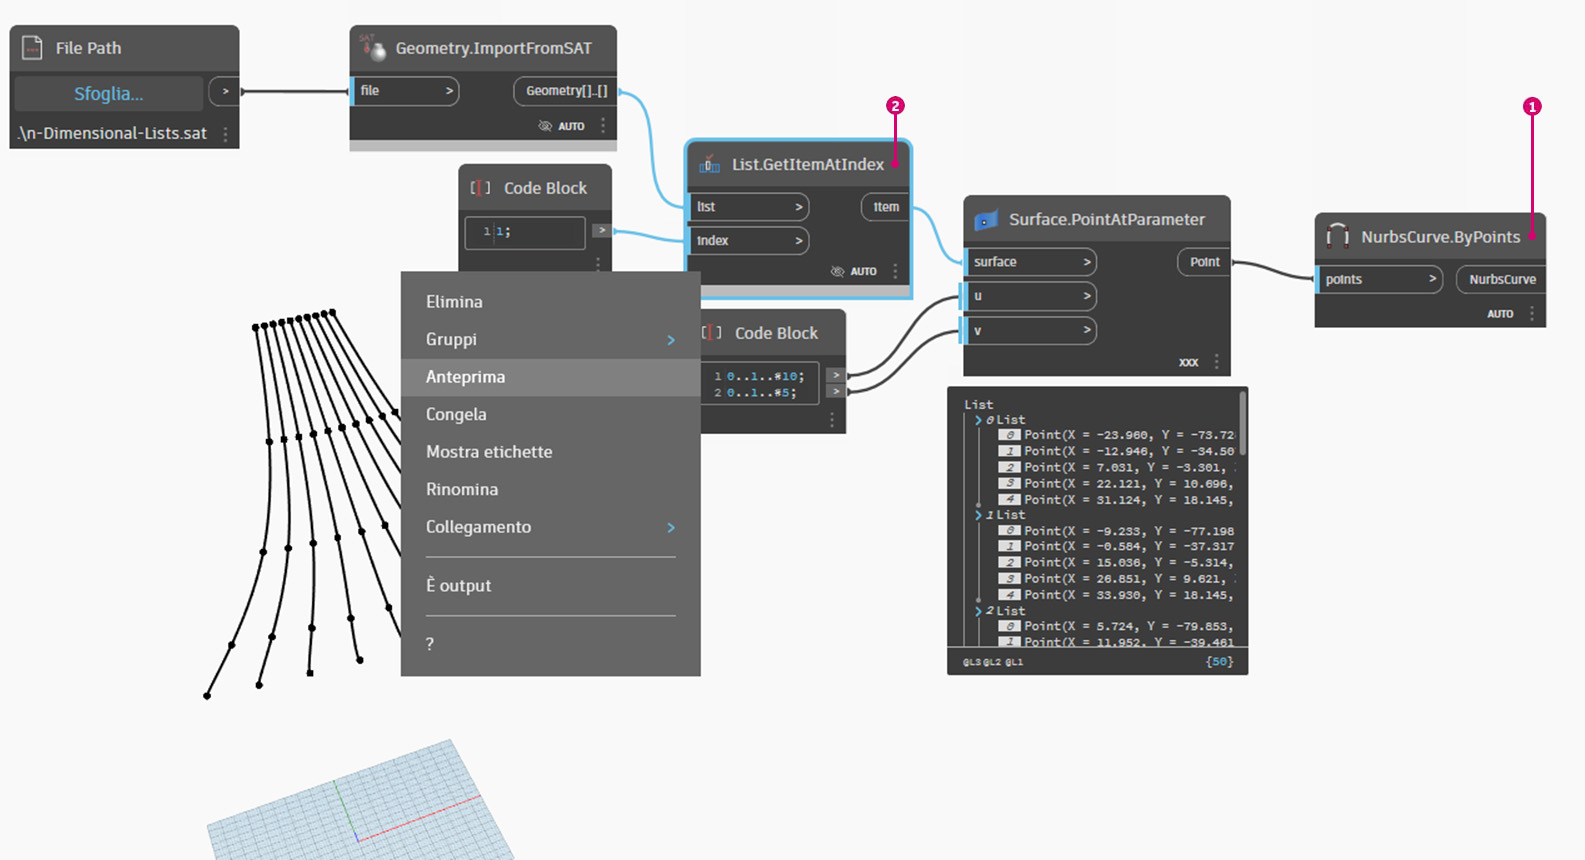 File Path
Sfoglia...
>
.\n-Dimensional-Lists.sat
SAT
Geometry.ImportFromSAT
file >
Geometry[]..[]
AUTO
2
1
List.GetItemAtIndex
list >
item
index >
AUTO
Code Block
1 1;
>
Surface.PointAtParameter
surface >
Point
u >
v >
XXX
NurbsCurve.ByPoints
points >
NurbsCurve
AUTO
Code Block
1 0..1..#10;
>
2 0..1..#5;
>
Elimina
Gruppi >
Anteprima
Congela
Mostra etichette
Rinomina
Collegamento >
È output
?
List
0 List
0 Point(X = -23.960, Y = -73.72
1 Point(X = -12.946, Y = -34.50
2 Point(X = 7.031, Y = -3.301,
3 Point(X = 22.121, Y = 10.696,
4 Point(X = 31.124, Y = 18.145,
1 List
0 Point(X = -9.233, Y = -77.198
1 Point(X = -0.584, Y = -37.317
2 Point(X = 15.036, Y = -5.314,
3 Point(X = 26.851, Y = 9.621,
4 Point(X = 33.930, Y = 18.145,
2 List
0 Point(X = 5.724, Y = -79.853,
1 Point(X = 11.952, Y = -39.461
@L3 @L2 @L1
{50}